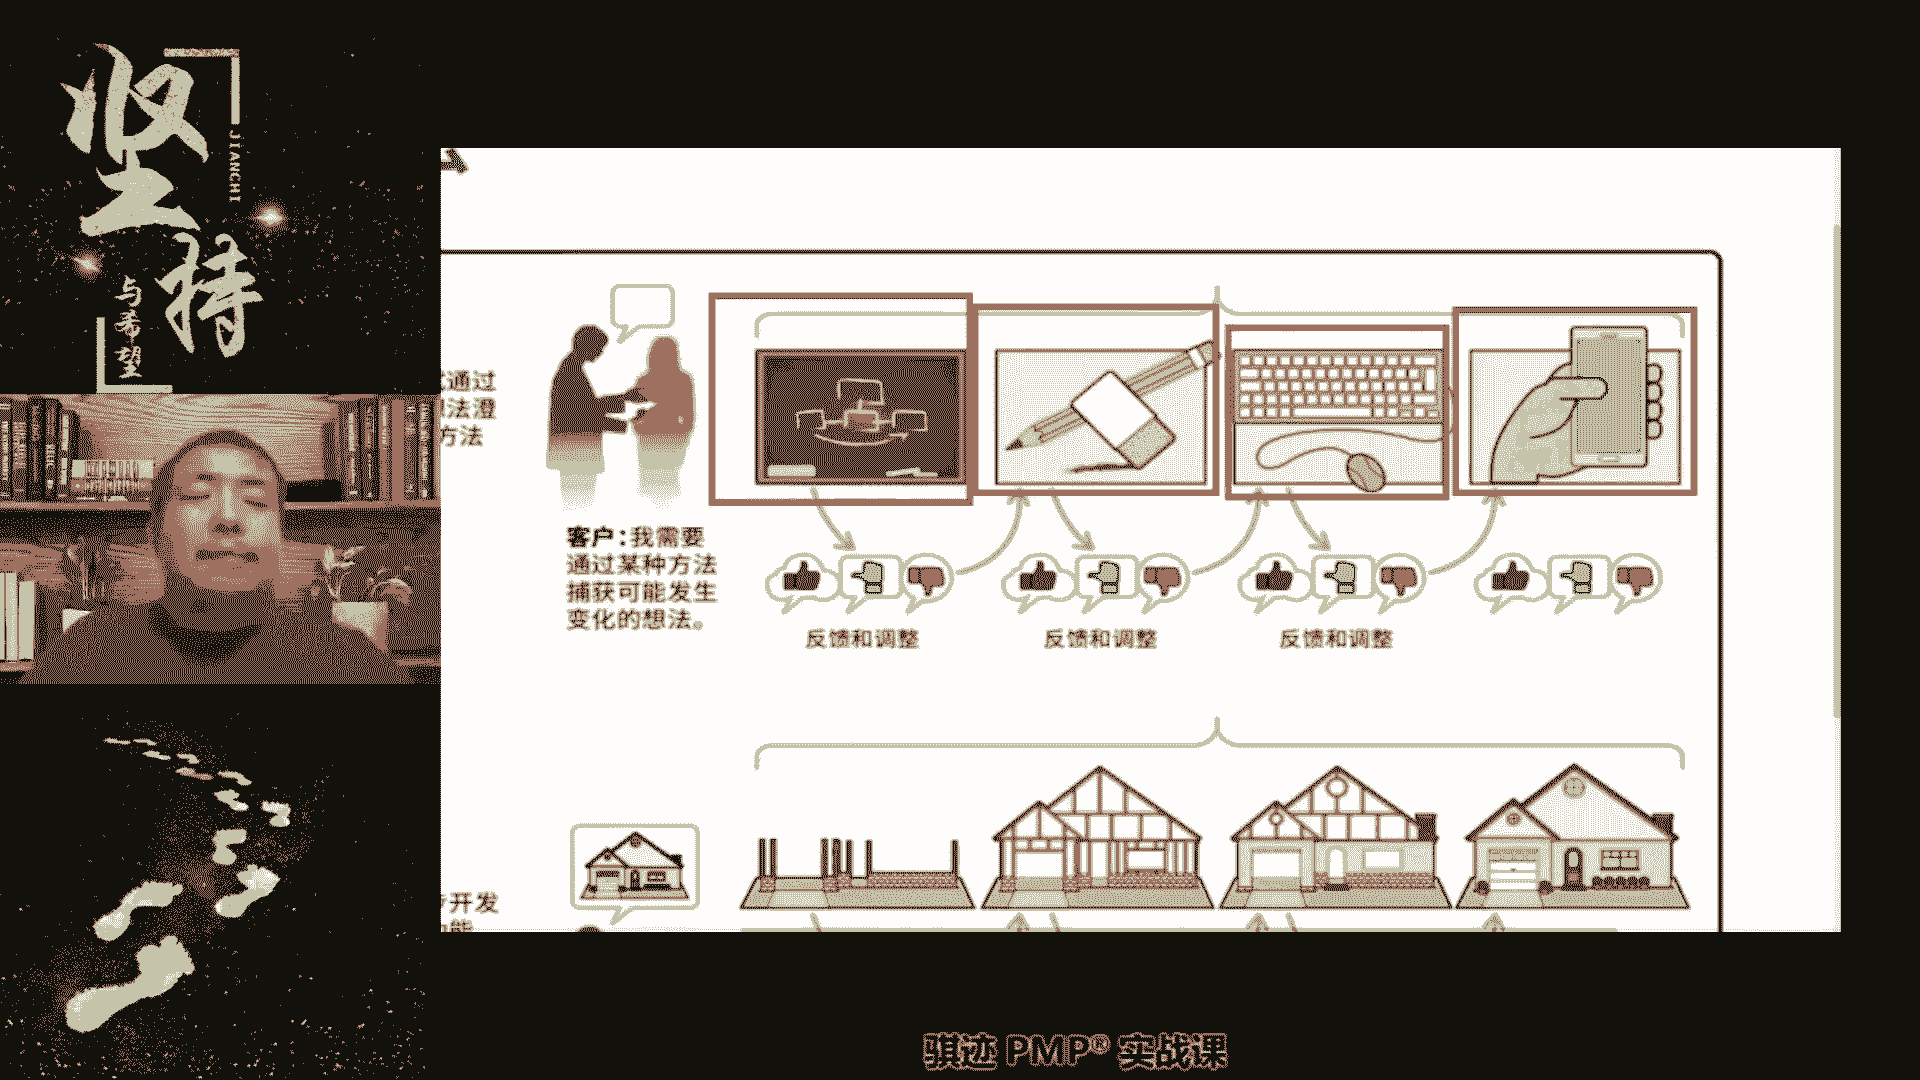 坚
JIANCHI
持
与
希
望
通过
法澄
方法
客户：我需要
通过某种方法
捕获可能发生
变化的想法。
反馈和调整
反馈和调整
反馈和调整
开发
骐迹 PMP® 实战课